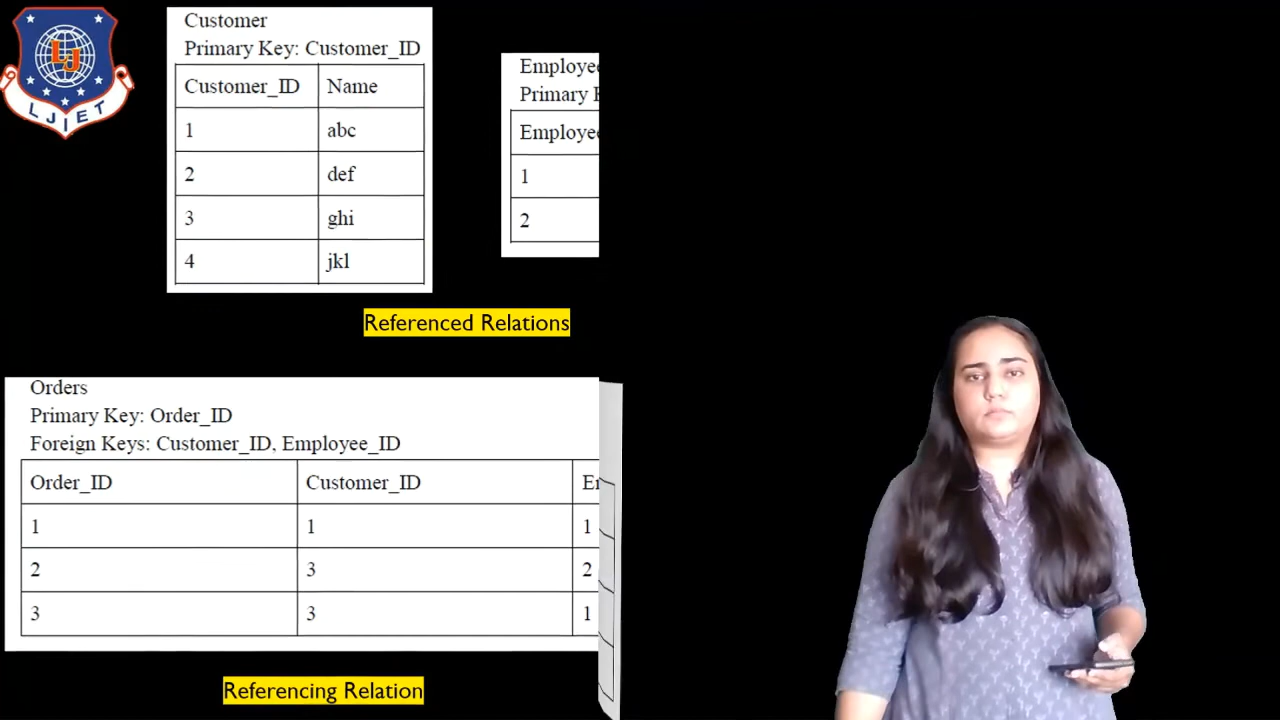 LJ
LJIET
Customer
Primary Key: Customer_ID
Customer_ID Name
1 abc
2 def
3 ghi
4 jkl
Primary
1
2
Referenced Relations
Orders
Primary Key: Order_ID
Foreign Keys: Customer_ID, Employee_ID
Order_ID Customer_ID
1 1 1
2 3 2
3 3 1
Referencing Relation